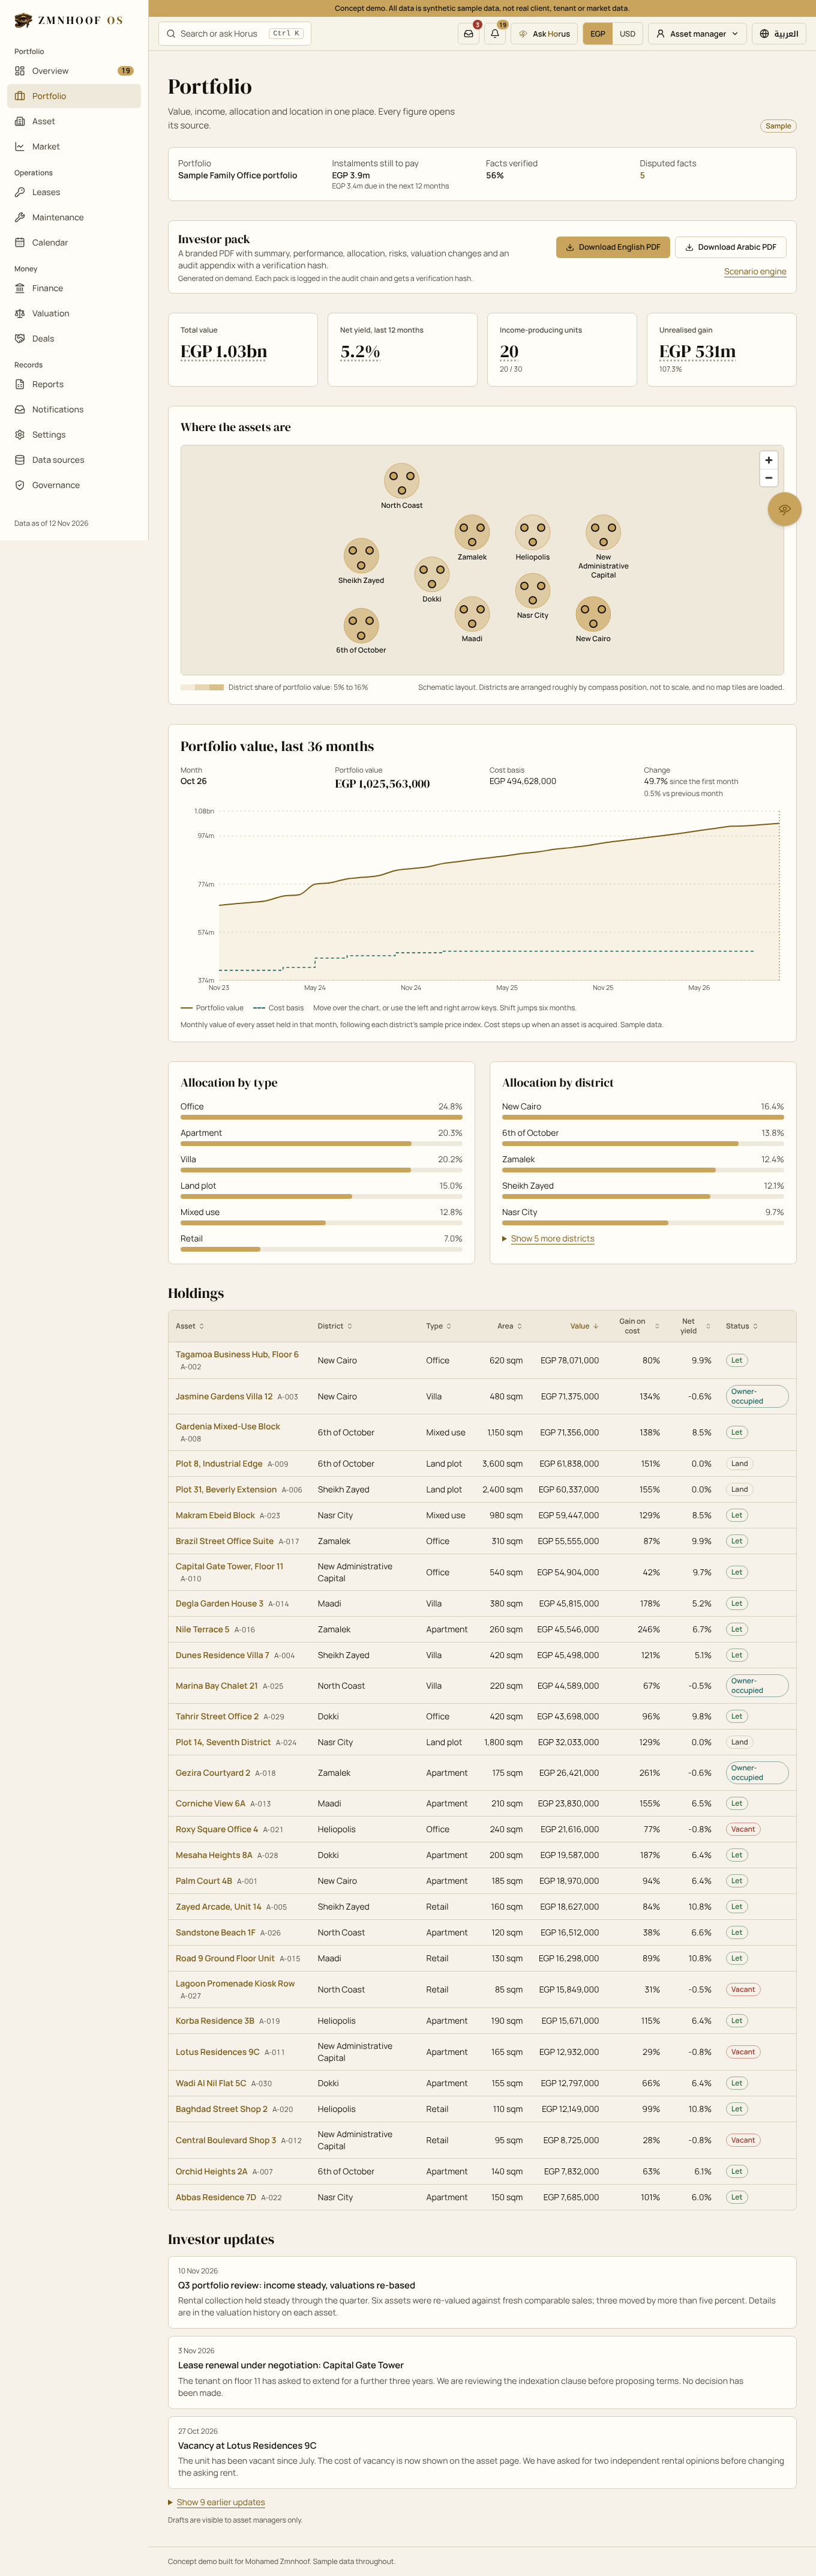 Concept demo. All data is synthetic sample data, not real client, tenant or market data.
ZMNHOOF OS
Portfolio
Overview 19
Portfolio
Asset
Market
Operations
Leases
Maintenance
Calendar
Money
Finance
Valuation
Deals
Records
Reports
Notifications
Settings
Data sources
Governance
Data as of 12 Nov 2026
Search or ask Horus Ctrl K
3
19
Ask Horus
EGP USD
Asset manager
العربية
Portfolio
Value, income, allocation and location in one place. Every figure opens
its source.
Sample
Portfolio
Sample Family Office portfolio
Instalments still to pay
EGP 3.9m
EGP 3.4m due in the next 12 months
Facts verified
56%
Disputed facts
5
Investor pack
A branded PDF with summary, performance, allocation, risks, valuation changes and an
audit appendix with a verification hash.
Generated on demand. Each pack is logged in the audit chain and gets a verification hash.
Download English PDF
Download Arabic PDF
Scenario engine
Total value
EGP 1.03bn
Net yield, last 12 months
5.2%
Income-producing units
20
20 / 30
Unrealised gain
EGP 531m
107.3%
Where the assets are
North Coast
Zamalek
Heliopolis
New
Administrative
Capital
Sheikh Zayed
Dokki
Nasr City
Maadi
New Cairo
6th of October
District share of portfolio value: 5% to 16%
Schematic layout. Districts are arranged roughly by compass position, not to scale, and no map tiles are loaded.
Portfolio value, last 36 months
Month
Oct 26
Portfolio value
EGP 1,025,563,000
Cost basis
EGP 494,628,000
Change
49.7% since the first month
0.5% vs previous month
1.08bn
974m
774m
574m
374m
Nov 23 May 24 Nov 24 May 25 Nov 25 May 26
Portfolio value Cost basis Move over the chart, or use the left and right arrow keys. Shift jumps six months.
Monthly value of every asset held in that month, following each district's sample price index. Cost steps up when an asset is acquired. Sample data.
Allocation by type
Office 24.8%
Apartment 20.3%
Villa 20.2%
Land plot 15.0%
Mixed use 12.8%
Retail 7.0%
Allocation by district
New Cairo 16.4%
6th of October 13.8%
Zamalek 12.4%
Sheikh Zayed 12.1%
Nasr City 9.7%
Show 5 more districts
Holdings
Asset District Type Area Value Gain on cost Net yield Status
Tagamoa Business Hub, Floor 6 A-002 New Cairo Office 620 sqm EGP 78,071,000 80% 9.9% Let
Jasmine Gardens Villa 12 A-003 New Cairo Villa 480 sqm EGP 71,375,000 134% -0.6% Owner-occupied
Gardenia Mixed-Use Block A-008 6th of October Mixed use 1,150 sqm EGP 71,356,000 138% 8.5% Let
Plot 8, Industrial Edge A-009 6th of October Land plot 3,600 sqm EGP 61,838,000 151% 0.0% Land
Plot 31, Beverly Extension A-006 Sheikh Zayed Land plot 2,400 sqm EGP 60,337,000 155% 0.0% Land
Makram Ebeid Block A-023 Nasr City Mixed use 980 sqm EGP 59,447,000 129% 8.5% Let
Brazil Street Office Suite A-017 Zamalek Office 310 sqm EGP 55,555,000 87% 9.9% Let
Capital Gate Tower, Floor 11 A-010 New Administrative Capital Office 540 sqm EGP 54,904,000 42% 9.7% Let
Degla Garden House 3 A-014 Maadi Villa 380 sqm EGP 45,815,000 178% 5.2% Let
Nile Terrace 5 A-016 Zamalek Apartment 260 sqm EGP 45,546,000 246% 6.7% Let
Dunes Residence Villa 7 A-004 Sheikh Zayed Villa 420 sqm EGP 45,498,000 121% 5.1% Let
Marina Bay Chalet 21 A-025 North Coast Villa 220 sqm EGP 44,589,000 67% -0.5% Owner-occupied
Tahrir Street Office 2 A-029 Dokki Office 420 sqm EGP 43,698,000 96% 9.8% Let
Plot 14, Seventh District A-024 Nasr City Land plot 1,800 sqm EGP 32,033,000 129% 0.0% Land
Gezira Courtyard 2 A-018 Zamalek Apartment 175 sqm EGP 26,421,000 261% -0.6% Owner-occupied
Corniche View 6A A-013 Maadi Apartment 210 sqm EGP 23,830,000 155% 6.5% Let
Roxy Square Office 4 A-021 Heliopolis Office 240 sqm EGP 21,616,000 77% -0.8% Vacant
Mesaha Heights 8A A-028 Dokki Apartment 200 sqm EGP 19,587,000 187% 6.4% Let
Palm Court 4B A-001 New Cairo Apartment 185 sqm EGP 18,970,000 94% 6.4% Let
Zayed Arcade, Unit 14 A-005 Sheikh Zayed Retail 160 sqm EGP 18,627,000 84% 10.8% Let
Sandstone Beach 1F A-026 North Coast Apartment 120 sqm EGP 16,512,000 38% 6.6% Let
Road 9 Ground Floor Unit A-015 Maadi Retail 130 sqm EGP 16,298,000 89% 10.8% Let
Lagoon Promenade Kiosk Row A-027 North Coast Retail 85 sqm EGP 15,849,000 31% -0.5% Vacant
Korba Residence 3B A-019 Heliopolis Apartment 190 sqm EGP 15,671,000 115% 6.4% Let
Lotus Residences 9C A-011 New Administrative Capital Apartment 165 sqm EGP 12,932,000 29% -0.8% Vacant
Wadi Al Nil Flat 5C A-030 Dokki Apartment 155 sqm EGP 12,797,000 66% 6.4% Let
Baghdad Street Shop 2 A-020 Heliopolis Retail 110 sqm EGP 12,149,000 99% 10.8% Let
Central Boulevard Shop 3 A-012 New Administrative Capital Retail 95 sqm EGP 8,725,000 28% -0.8% Vacant
Orchid Heights 2A A-007 6th of October Apartment 140 sqm EGP 7,832,000 63% 6.1% Let
Abbas Residence 7D A-022 Nasr City Apartment 150 sqm EGP 7,685,000 101% 6.0% Let
Investor updates
10 Nov 2026
Q3 portfolio review: income steady, valuations re-based
Rental collection held steady through the quarter. Six assets were re-valued against fresh comparable sales; three moved by more than five percent. Details
are in the valuation history on each asset.
3 Nov 2026
Lease renewal under negotiation: Capital Gate Tower
The tenant on floor 11 has asked to extend for a further three years. We are reviewing the indexation clause before proposing terms. No decision has
been made.
27 Oct 2026
Vacancy at Lotus Residences 9C
The unit has been vacant since July. The cost of vacancy is now shown on the asset page. We have asked for two independent rental opinions before changing
the asking rent.
Show 9 earlier updates
Drafts are visible to asset managers only.
Concept demo built for Mohamed Zmnhoof. Sample data throughout.